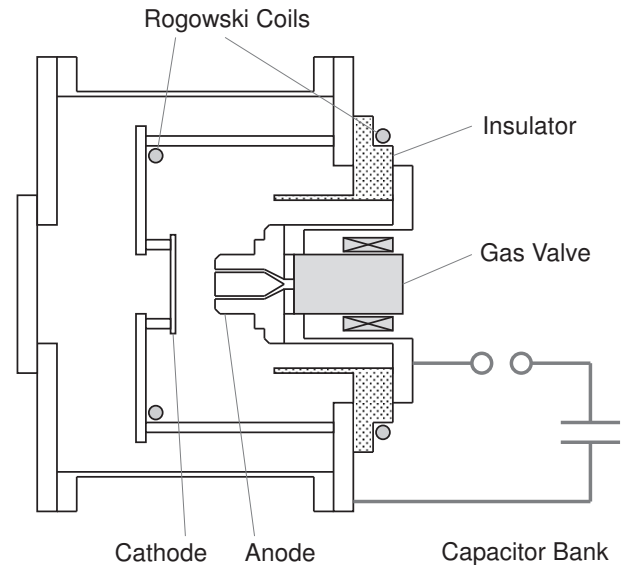 Rogowski Coils
Insulator
Gas Valve
Cathode
Anode
Capacitor Bank